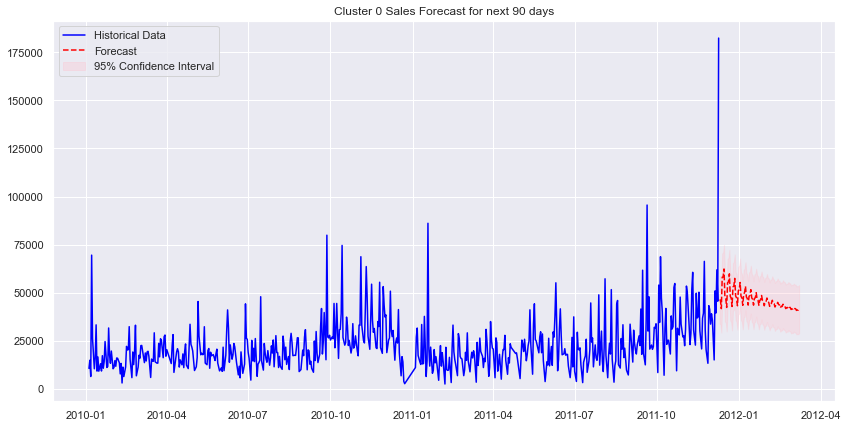 Cluster 0 Sales Forecast for next 90 days
Historical Data
Forecast
95% Confidence Interval
175000
150000
125000
100000
75000
50000
25000
0
2010-01 2010-04 2010-07 2010-10 2011-01 2011-04 2011-07 2011-10 2012-01 2012-04